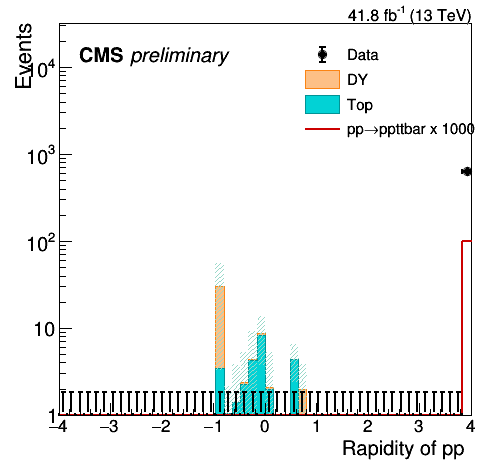 41.8 fb⁻¹ (13 TeV)
Events
CMS preliminary
Data
DY
Top
pp→ppttbar x 1000
10⁴
10³
10²
10
1
−4 −3 −2 −1 0 1 2 3 4
Rapidity of pp